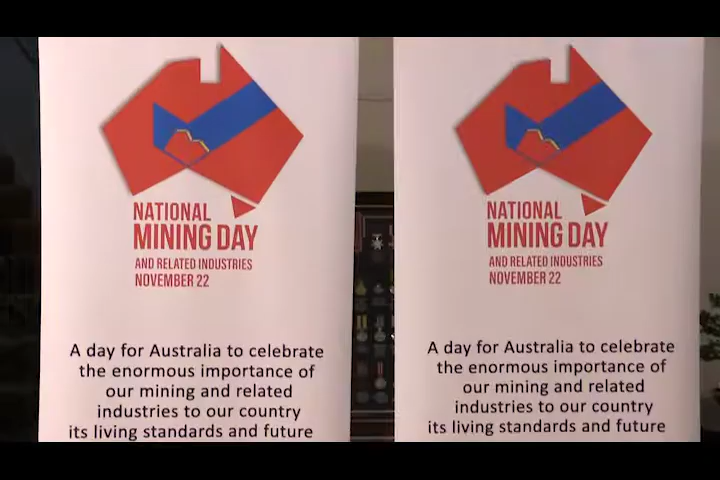 NATIONAL
MINING DAY
AND RELATED INDUSTRIES
NOVEMBER 22
A day for Australia to celebrate
the enormous importance of
our mining and related
industries to our country
its living standards and future
NATIONAL
MINING DAY
AND RELATED INDUSTRIES
NOVEMBER 22
A day for Australia to celebrate
the enormous importance of
our mining and related
industries to our country
its living standards and future